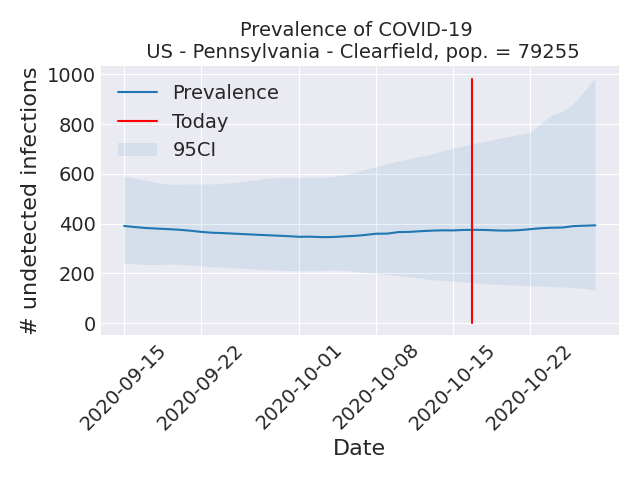 Prevalence of COVID-19
US - Pennsylvania - Clearfield, pop. = 79255
# undetected infections
1000
800
600
400
200
0
Prevalence
Today
95CI
2020-09-15
2020-09-22
2020-10-01
2020-10-08
2020-10-15
2020-10-22
Date